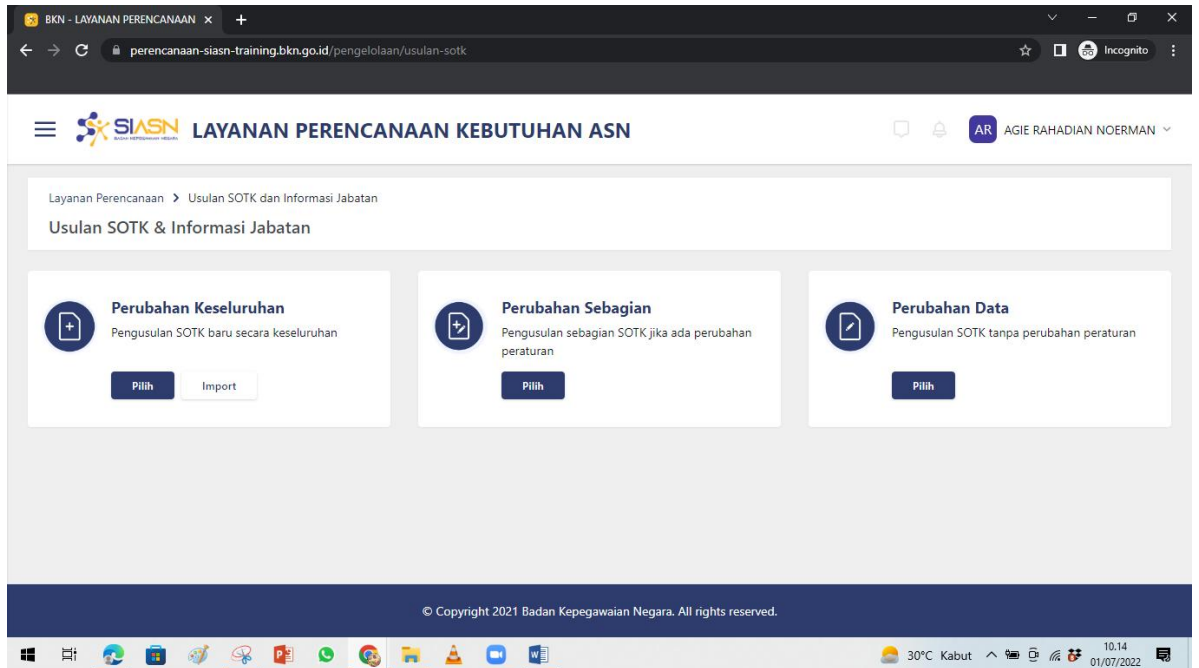 BKN - LAYANAN PERENCANAAN
perencanaan-siasn-training.bkn.go.id/pengelolaan/usulan-sotk
Incognito
SIASN
BADAN KEPEGAWAIAN NEGARA
LAYANAN PERENCANAAN KEBUTUHAN ASN
AR
AGIE RAHADIAN NOERMAN
Layanan Perencanaan > Usulan SOTK dan Informasi Jabatan
Usulan SOTK & Informasi Jabatan
Perubahan Keseluruhan
Pengusulan SOTK baru secara keseluruhan
Pilih
Import
Perubahan Sebagian
Pengusulan sebagian SOTK jika ada perubahan
peraturan
Pilih
Perubahan Data
Pengusulan SOTK tanpa perubahan peraturan
Pilih
© Copyright 2021 Badan Kepegawaian Negara. All rights reserved.
30°C Kabut
10.14
01/07/2022